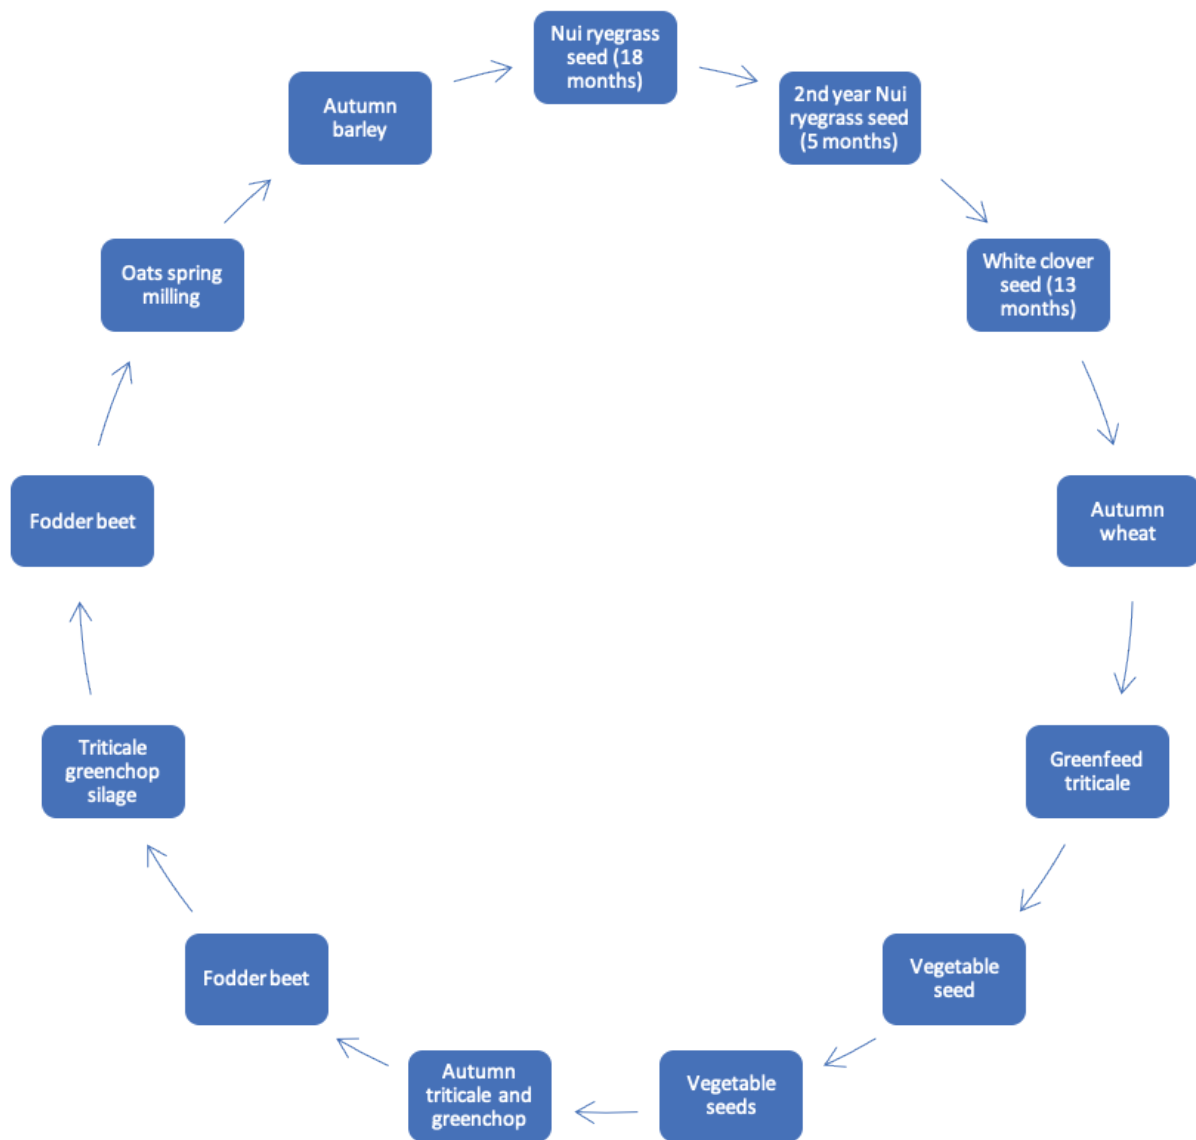 Nui ryegrass
seed (18
months)
2nd year Nui
ryegrass seed
(5 months)
White clover
seed (13
months)
Autumn
wheat
Greenfeed
triticale
Vegetable
seed
Vegetable
seeds
Autumn
triticale and
greenchop
Fodder beet
Triticale
greenchop
silage
Fodder beet
Oats spring
milling
Autumn
barley